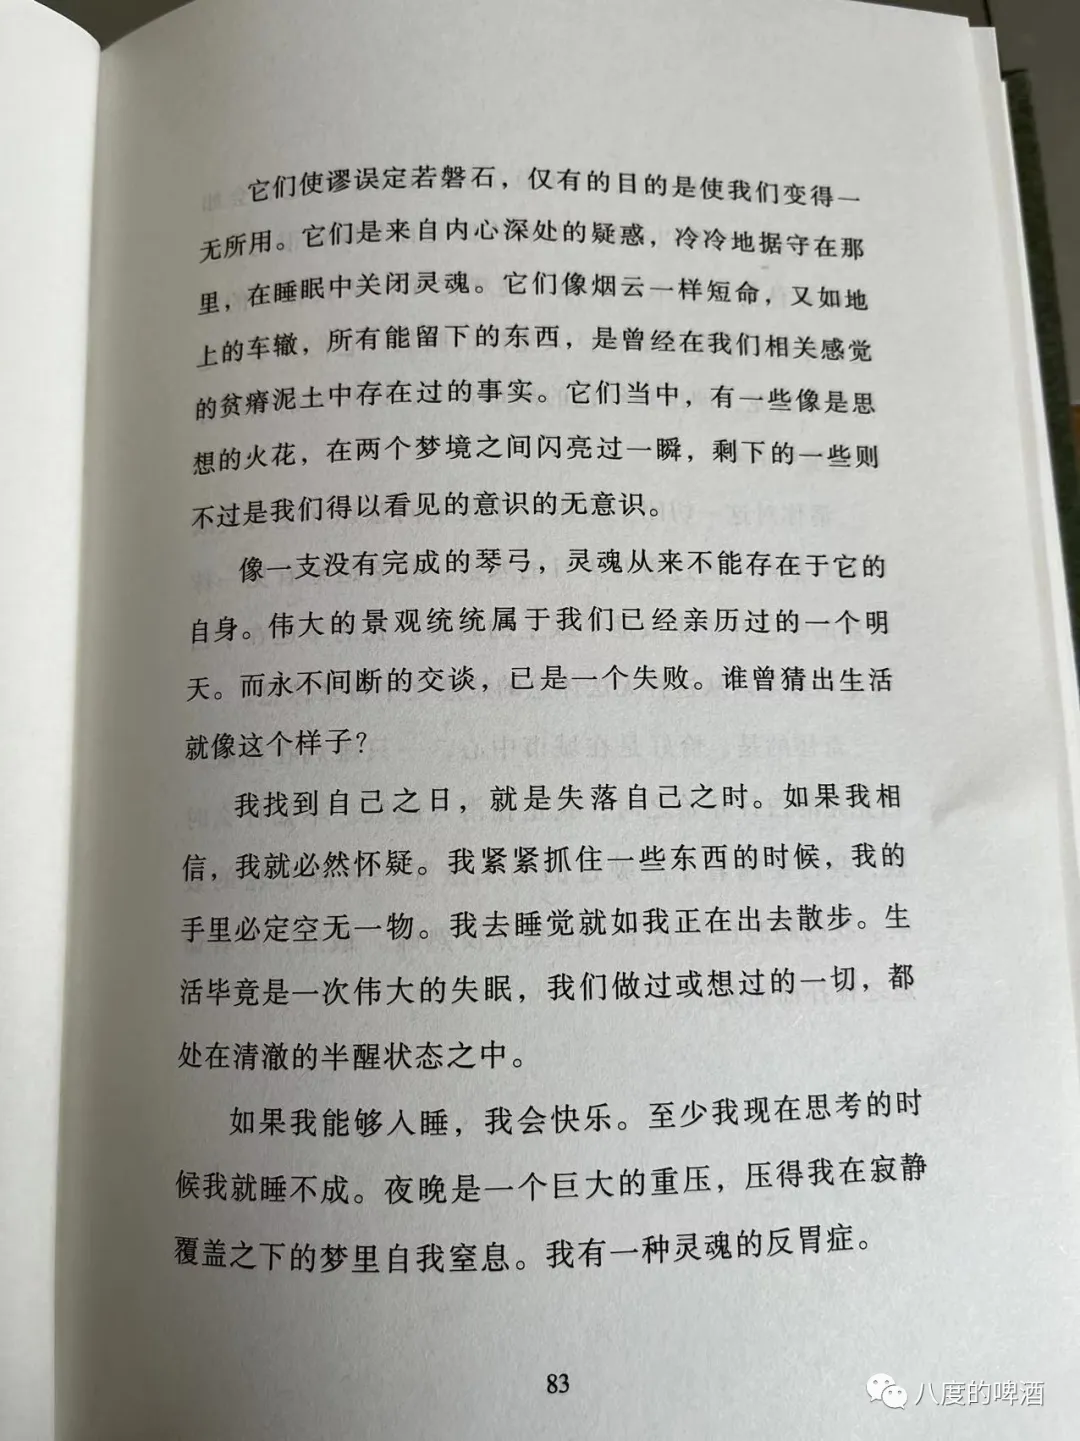 它们使谬误定若磐石，仅有的目的是使我们变得一
无所用。它们是来自内心深处的疑惑，冷冷地据守在那
里，在睡眠中关闭灵魂。它们像烟云一样短命，又如地
上的车辙，所有能留下的东西，是曾经在我们相关感觉
的贫瘠泥土中存在过的事实。它们当中，有一些像是思
想的火花，在两个梦境之间闪亮过一瞬，剩下的一些则
不过是我们得以看见的意识的无意识。
像一支没有完成的琴弓，灵魂从来不能存在于它的
自身。伟大的景观统统属于我们已经亲历过的一个明
天。而永不间断的交谈，已是一个失败。谁曾猜出生活
就像这个样子？
我找到自己之日，就是失落自己之时。如果我相
信，我就必然怀疑。我紧紧抓住一些东西的时候，我的
手里必定空无一物。我去睡觉就如我正在出去散步。生
活毕竟是一次伟大的失眠，我们做过或想过的一切，都
处在清澈的半醒状态之中。
如果我能够入睡，我会快乐。至少我现在思考的时
候我就睡不成。夜晚是一个巨大的重压，压得我在寂静
覆盖之下的梦里自我窒息。我有一种灵魂的反胃症。
83
八度的啤酒